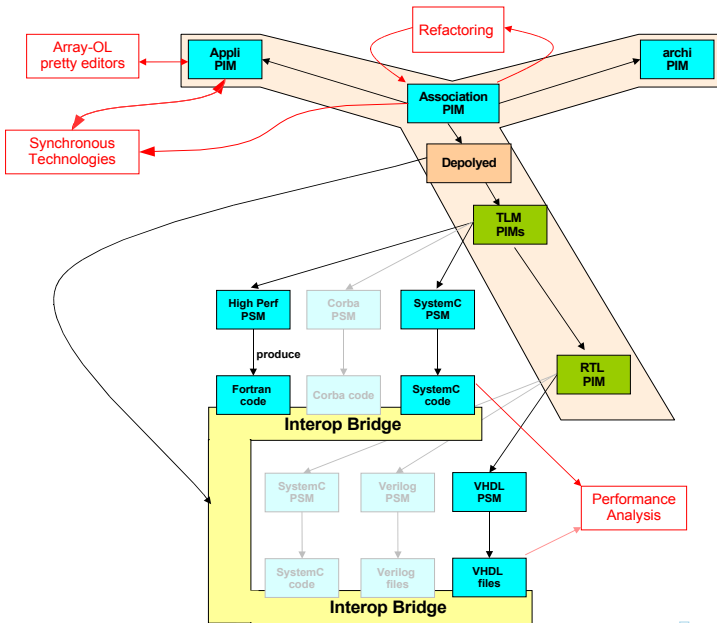 Refactoring
Array-OL
pretty editors
Appli
PIM
archi
PIM
Association
PIM
Synchronous
Technologies
Depolyed
TLM
PIMs
High Perf
PSM
Corba
PSM
SystemC
PSM
produce
RTL
PIM
Fortran
code
Corba code
SystemC
code
Interop Bridge
SystemC
PSM
Verilog
PSM
VHDL
PSM
Performance
Analysis
SystemC
code
Verilog
files
VHDL
files
Interop Bridge